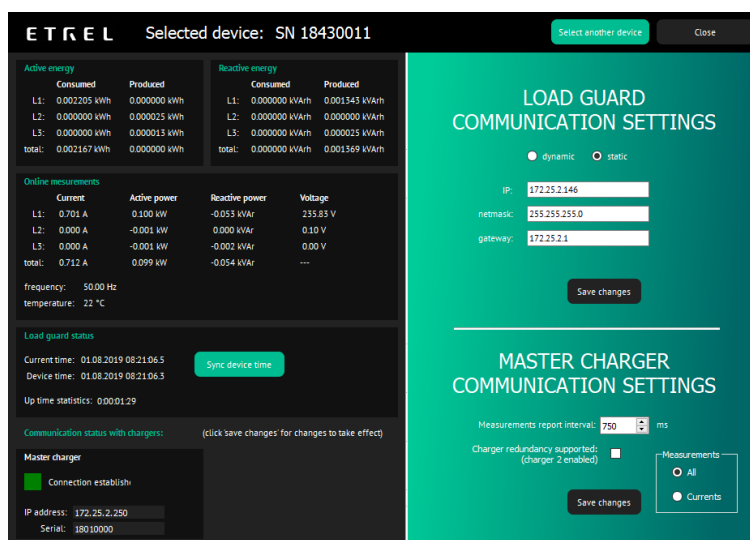 ETREL Selected device: SN 18430011 Select another device Close
Active energy
Consumed Produced
L1: 0.002205 kWh 0.000000 kWh
L2: 0.000000 kWh 0.000025 kWh
L3: 0.000000 kWh 0.000013 kWh
total: 0.002167 kWh 0.000000 kWh
Reactive energy
Consumed Produced
L1: 0.000000 kVArh 0.001343 kVArh
L2: 0.000000 kVArh 0.000000 kVArh
L3: 0.000000 kVArh 0.000025 kVArh
total: 0.000000 kVArh 0.001369 kVArh
Online mesurements
Current Active power Reactive power Voltage
L1: 0.701 A 0.100 kW -0.053 kVAr 235.83 V
L2: 0.000 A -0.001 kW 0.000 kVAr 0.10 V
L3: 0.000 A -0.001 kW -0.002 kVAr 0.00 V
total: 0.712 A 0.099 kW -0.054 kVAr ---
frequency: 50.00 Hz
temperature: 22 °C
Load guard status
Current time: 01.08.2019 08:21:06.5
Device time: 01.08.2019 08:21:06.3
Sync device time
Up time statistics: 0:00:01:29
Communication status with chargers: (click 'save changes' for changes to take effect)
Master charger
Connection establish
IP address: 172.25.2.250
Serial: 18010000
LOAD GUARD
COMMUNICATION SETTINGS
dynamic static
IP: 172.25.2.146
netmask: 255.255.255.0
gateway: 172.25.2.1
Save changes
MASTER CHARGER
COMMUNICATION SETTINGS
Measurements report interval: 750 ms
Charger redundancy supported:
(charger 2 enabled)
Measurements
All
Currents
Save changes